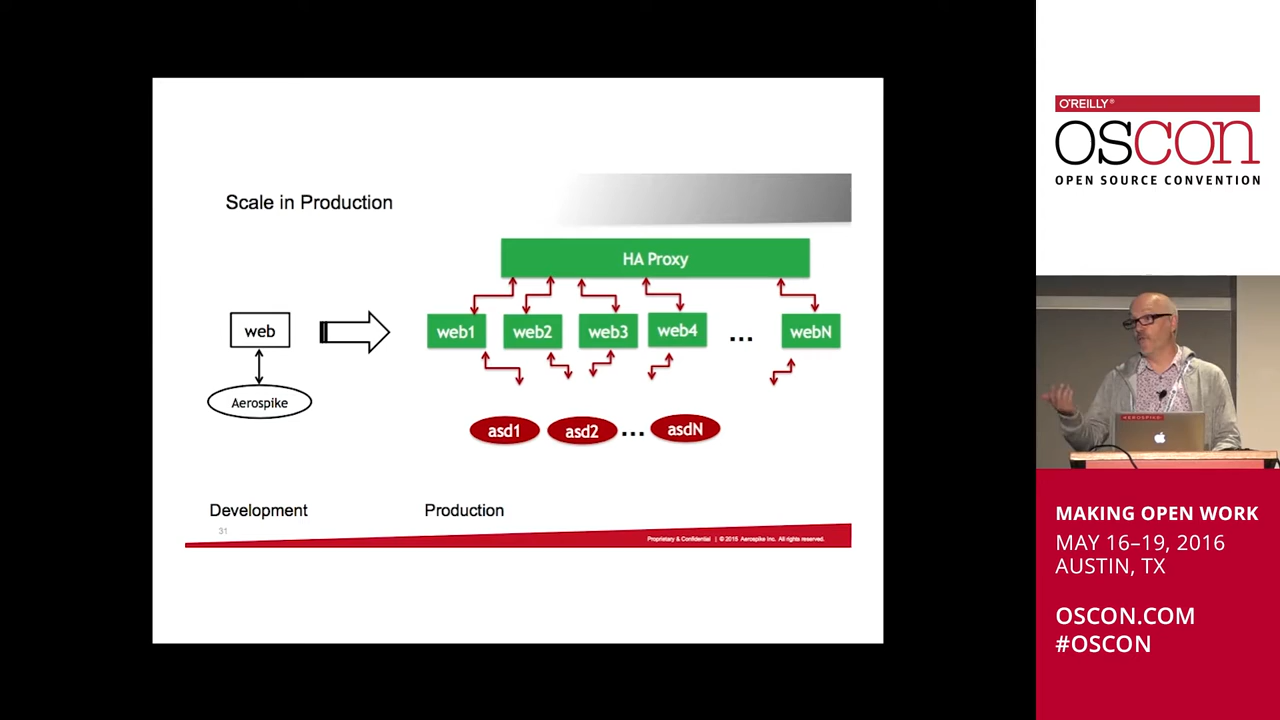 Scale in Production
HA Proxy
web
web1
web2
web3
web4
...
webN
Aerospike
asd1
asd2
...
asdN
Development
Production
31
Proprietary & Confidential | © 2015 Aerospike Inc. All rights reserved.
O'REILLY®
OSCON
OPEN SOURCE CONVENTION
AEROSPIKE
MAKING OPEN WORK
MAY 16–19, 2016
AUSTIN, TX
OSCON.COM
#OSCON